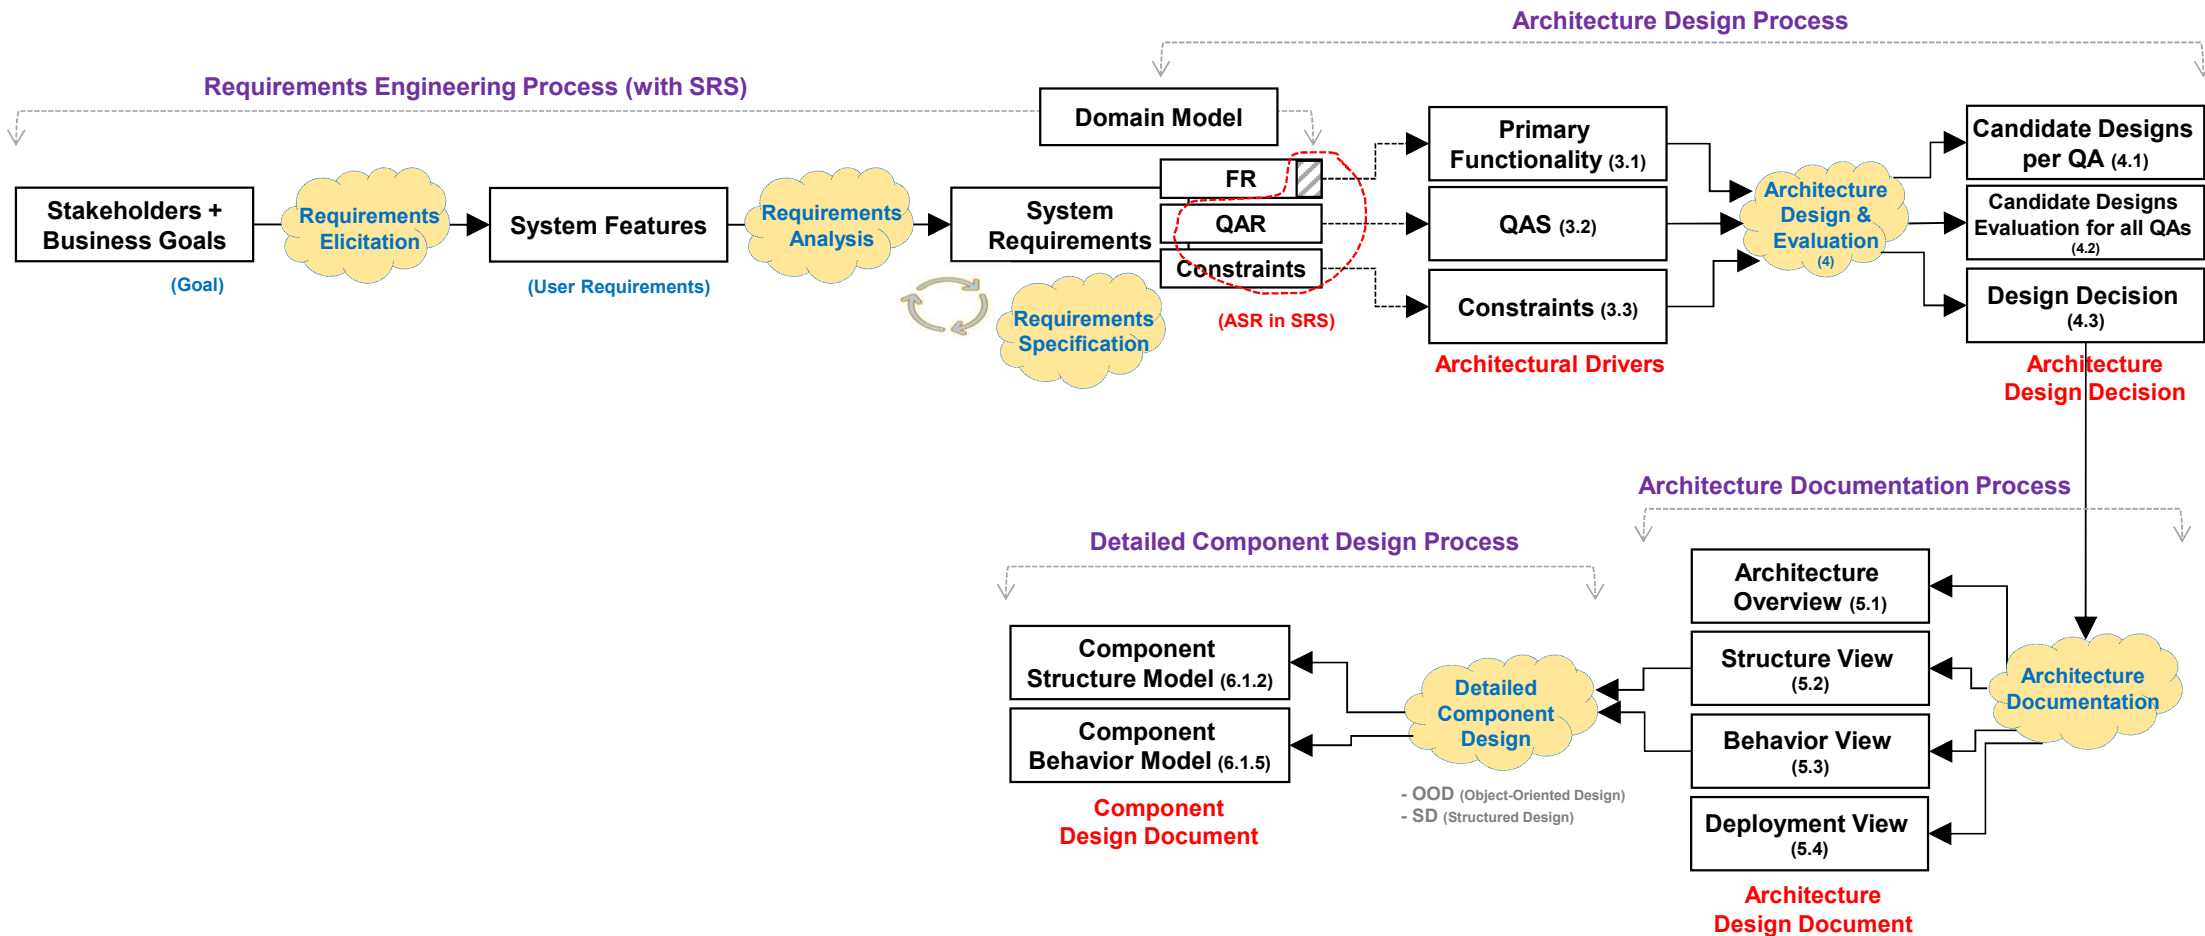 Architecture Design Process
Requirements Engineering Process (with SRS)
Domain Model
Stakeholders +
Business Goals
(Goal)
Requirements
Elicitation
System Features
(User Requirements)
Requirements
Analysis
System
Requirements
FR
QAR
Constraints
(ASR in SRS)
Requirements
Specification
Primary
Functionality (3.1)
QAS (3.2)
Constraints (3.3)
Architectural Drivers
Architecture
Design &
Evaluation
(4)
Candidate Designs
per QA (4.1)
Candidate Designs
Evaluation for all QAs
(4.2)
Design Decision
(4.3)
Architecture
Design Decision
Architecture Documentation Process
Detailed Component Design Process
Architecture
Overview (5.1)
Structure View
(5.2)
Behavior View
(5.3)
Deployment View
(5.4)
Architecture
Design Document
Architecture
Documentation
Detailed
Component
Design
- OOD (Object-Oriented Design)
- SD (Structured Design)
Component
Structure Model (6.1.2)
Component
Behavior Model (6.1.5)
Component
Design Document